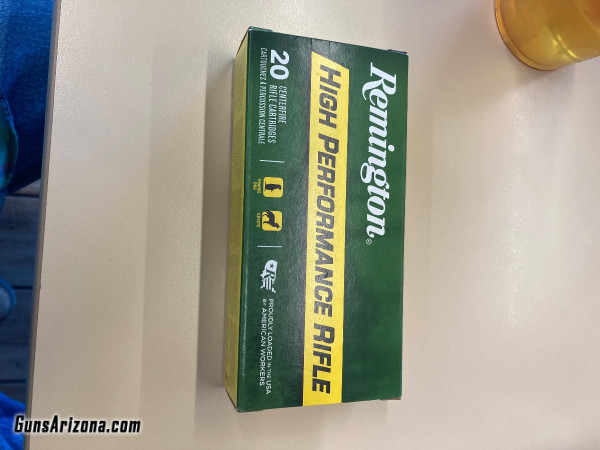 Remington®
HIGH PERFORMANCE RIFLE
20
CENTERFIRE
RIFLE CARTRIDGES
CARTOUCHES À PERCUSSION CENTRALE
PROUDLY LOADED IN THE USA
BY AMERICAN WORKERS
GunsArizona.com